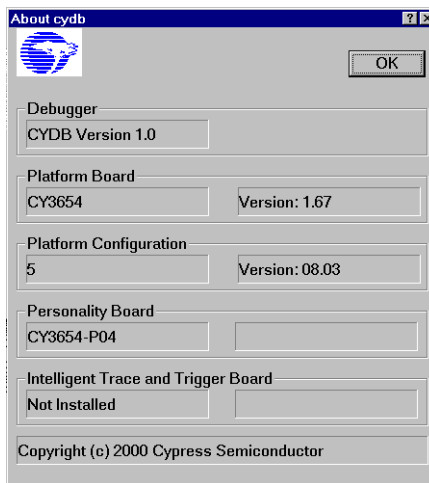 About cydb
OK
Debugger
CYDB Version 1.0
Platform Board
CY3654 Version: 1.67
Platform Configuration
5 Version: 08.03
Personality Board
CY3654-P04
Intelligent Trace and Trigger Board
Not Installed
Copyright (c) 2000 Cypress Semiconductor